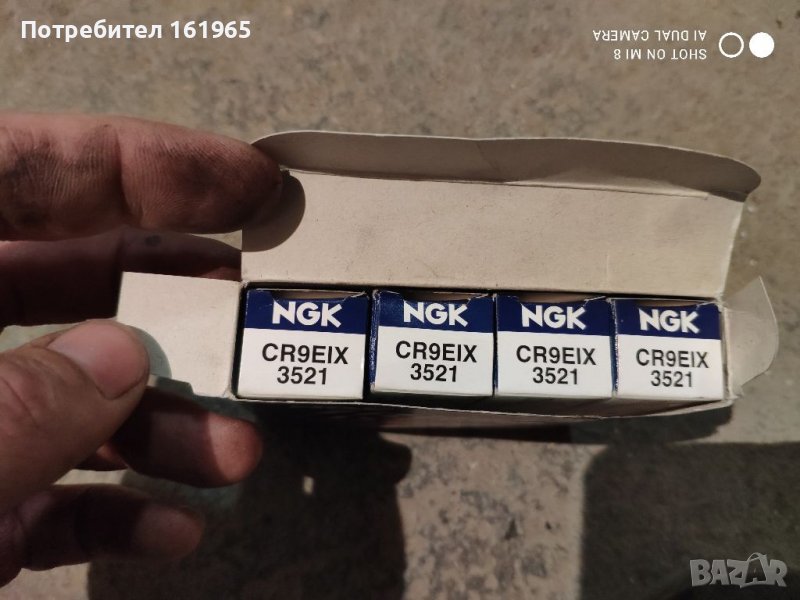 Потребител 161965
SHOT ON MI 8
AI DUAL CAMERA
NGK
CR9EIX
3521
NGK
CR9EIX
3521
NGK
CR9EIX
3521
NGK
CR9EIX
3521
BAZAR